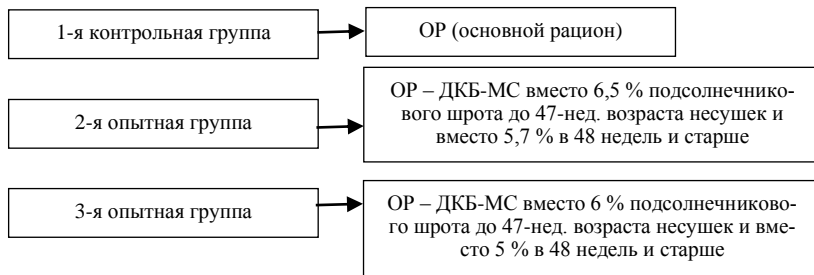 1-я контрольная группа
ОР (основной рацион)
2-я опытная группа
ОР – ДКБ-МС вместо 6,5 % подсолнечнико-
вого шрота до 47-нед. возраста несушек и
вместо 5,7 % в 48 недель и старше
3-я опытная группа
ОР – ДКБ-МС вместо 6 % подсолнечниково-
го шрота до 47-нед. возраста несушек и вме-
сто 5 % в 48 недель и старше